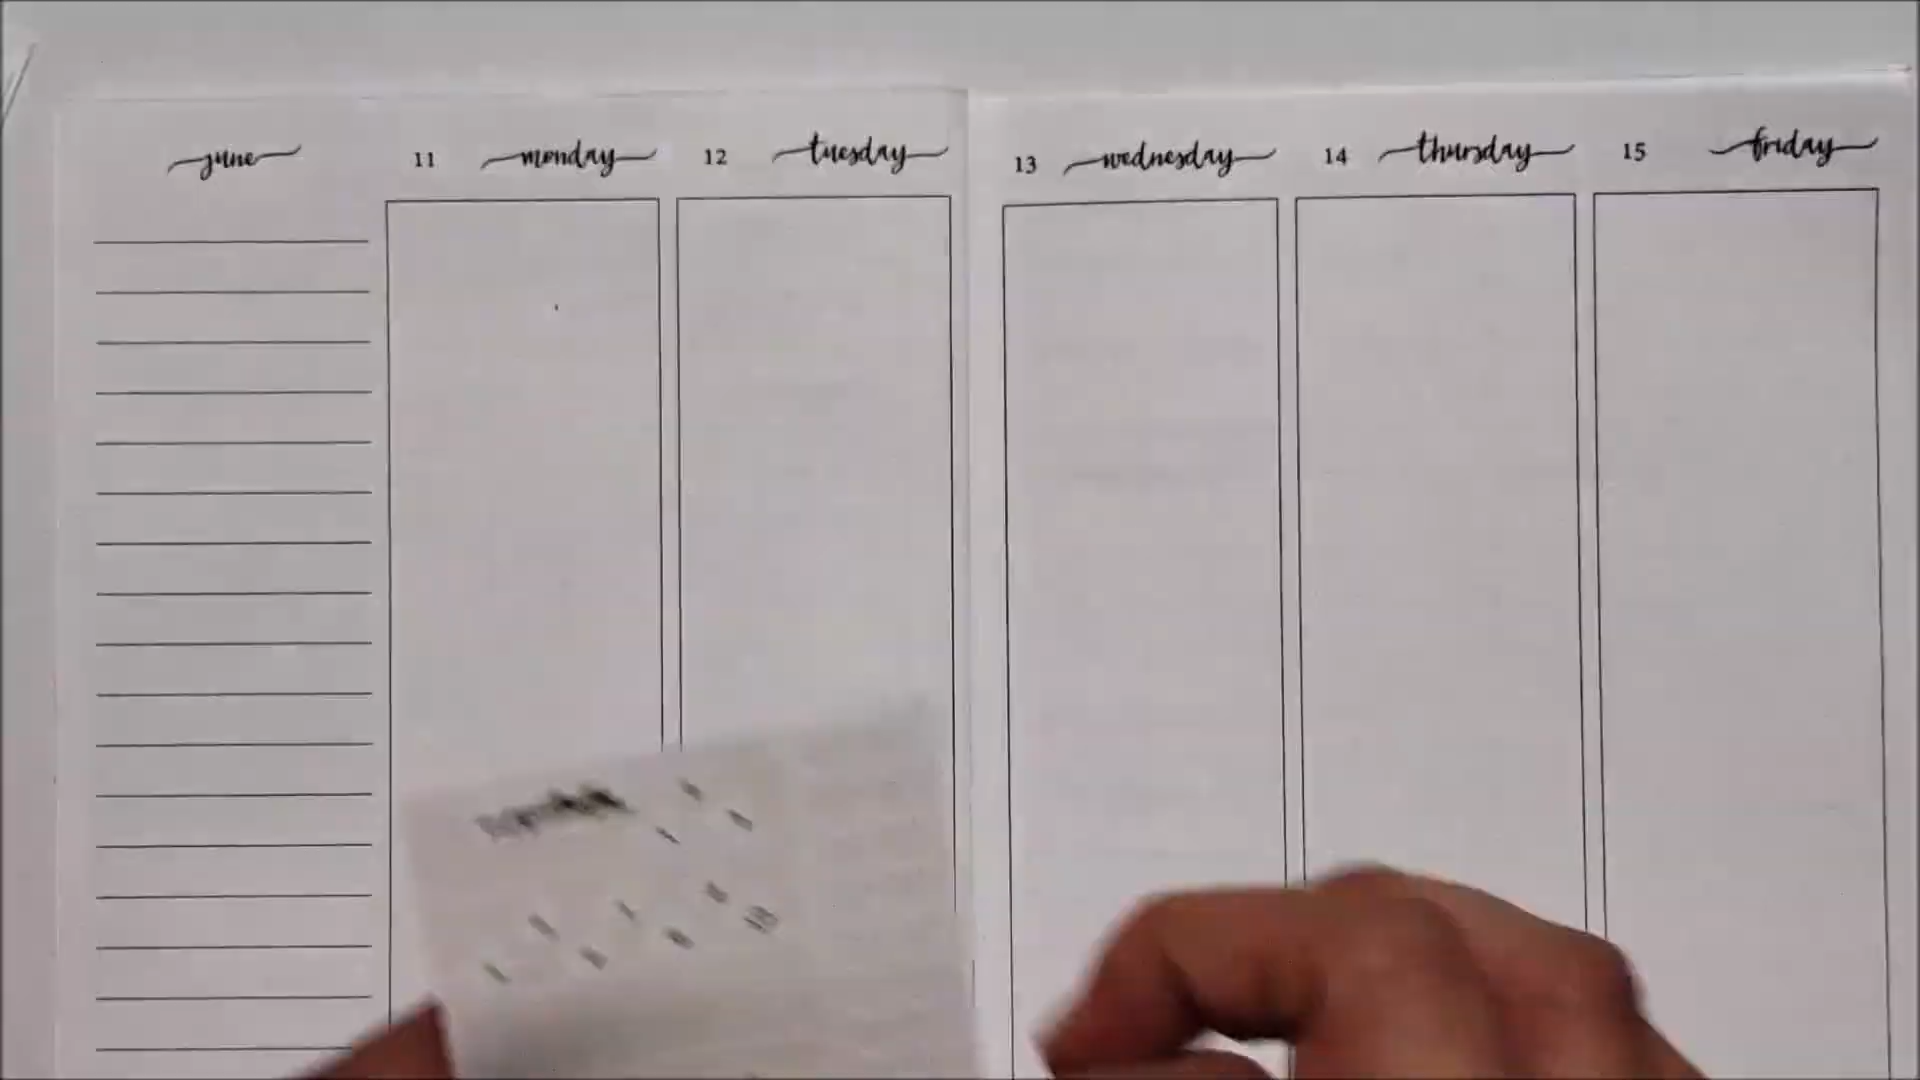 june
11 monday
12 tuesday
13 wednesday
14 thursday
15 friday